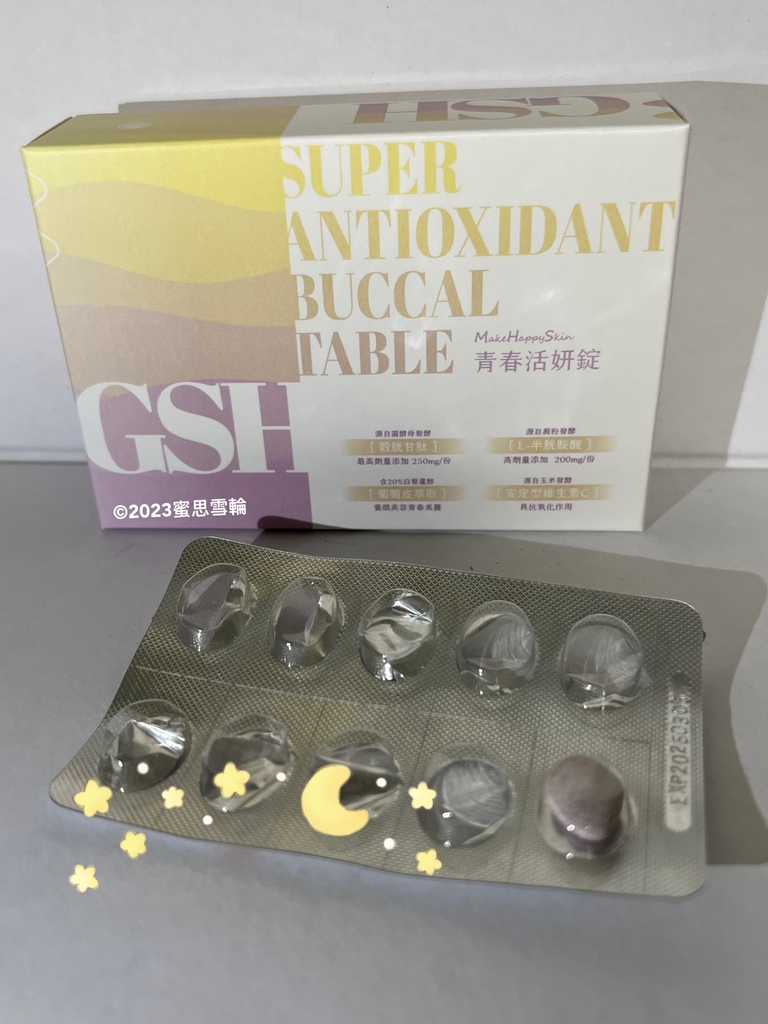 GSH
SUPER
ANTIOXIDANT
BUCCAL
TABLE
MakeHappySkin
青春活妍錠
GSH
源自圓酵母發酵
[穀胱甘肽]
最高劑量添加 250mg/份
源自澱粉發酵
[L-半胱胺酸]
高劑量添加 200mg/份
含20%白藜蘆醇
[葡萄皮萃取]
養顏美容青春美麗
源自玉米發酵
[安定型維生素C]
具抗氧化作用
©2023蜜思雪輪